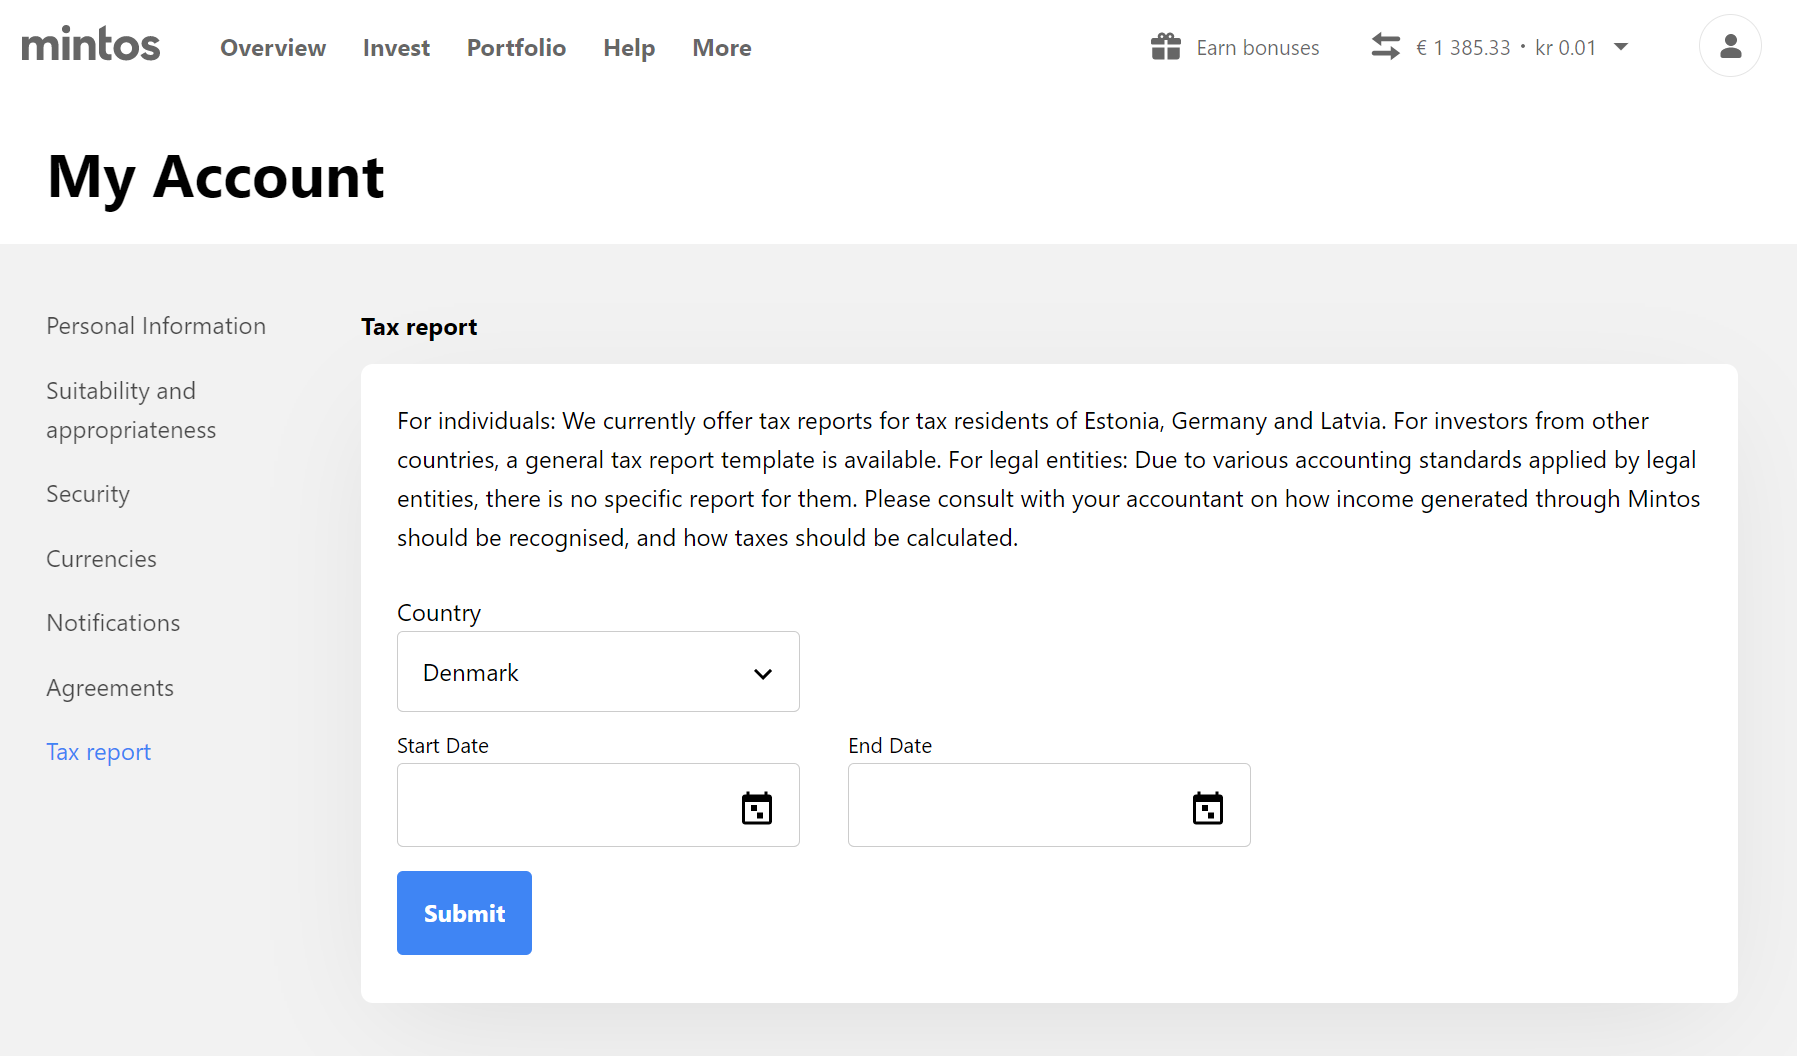 mintos
Overview Invest Portfolio Help More
Earn bonuses
€ 1 385.33 · kr 0.01
My Account
Personal Information
Suitability and
appropriateness
Security
Currencies
Notifications
Agreements
Tax report
Tax report
For individuals: We currently offer tax reports for tax residents of Estonia, Germany and Latvia. For investors from other
countries, a general tax report template is available. For legal entities: Due to various accounting standards applied by legal
entities, there is no specific report for them. Please consult with your accountant on how income generated through Mintos
should be recognised, and how taxes should be calculated.
Country
Denmark
Start Date
End Date
Submit